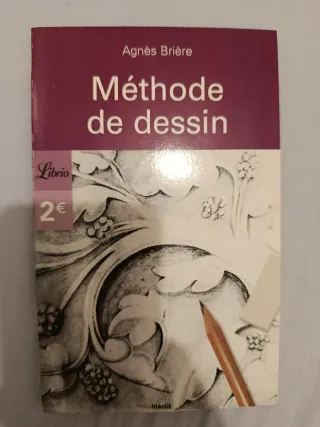 Agnès Brière
Méthode
de dessin
Librio
2€
inédit